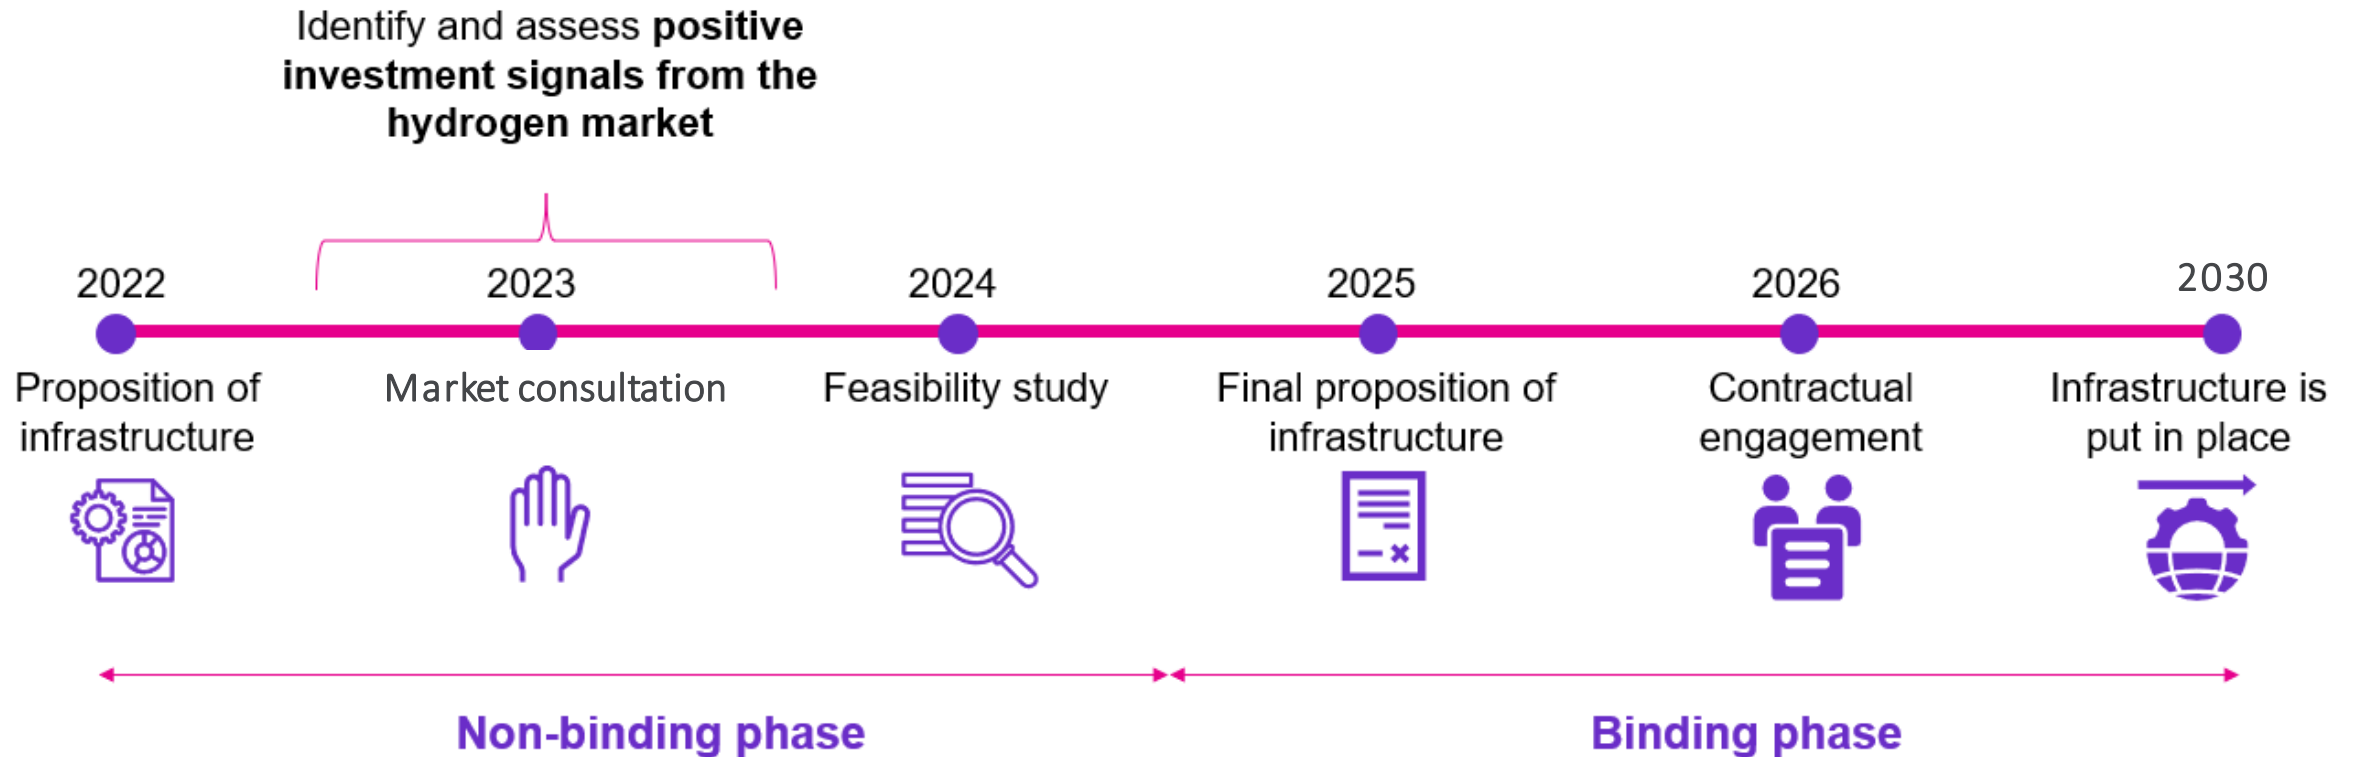 Identify and assess positive
investment signals from the
hydrogen market
2022
2023
2024
2025
2026
2030
Proposition of
infrastructure
Market consultation
Feasibility study
Final proposition of
infrastructure
Contractual
engagement
Infrastructure is
put in place
Non-binding phase
Binding phase